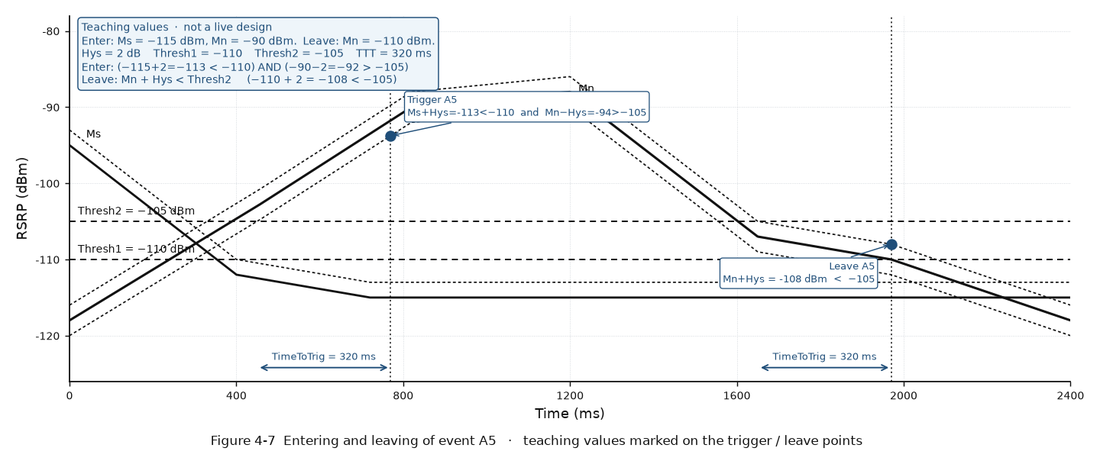 Teaching values · not a live design
Enter: Ms = −115 dBm, Mn = −90 dBm. Leave: Mn = −110 dBm.
Hys = 2 dB Thresh1 = −110 Thresh2 = −105 TTT = 320 ms
Enter: (−115+2=−113 < −110) AND (−90−2=−92 > −105)
Leave: Mn + Hys < Thresh2 (−110 + 2 = −108 < −105)
Mn
Trigger A5
Ms+Hys=-113<−110 and Mn−Hys=-94>−105
Ms
Thresh2 = −105 dBm
Thresh1 = −110 dBm
Leave A5
Mn+Hys = -108 dBm < −105
TimeToTrig = 320 ms
TimeToTrig = 320 ms
-80
-90
-100
-110
-120
RSRP (dBm)
0 400 800 1200 1600 2000 2400
Time (ms)
Figure 4-7 Entering and leaving of event A5 · teaching values marked on the trigger / leave points